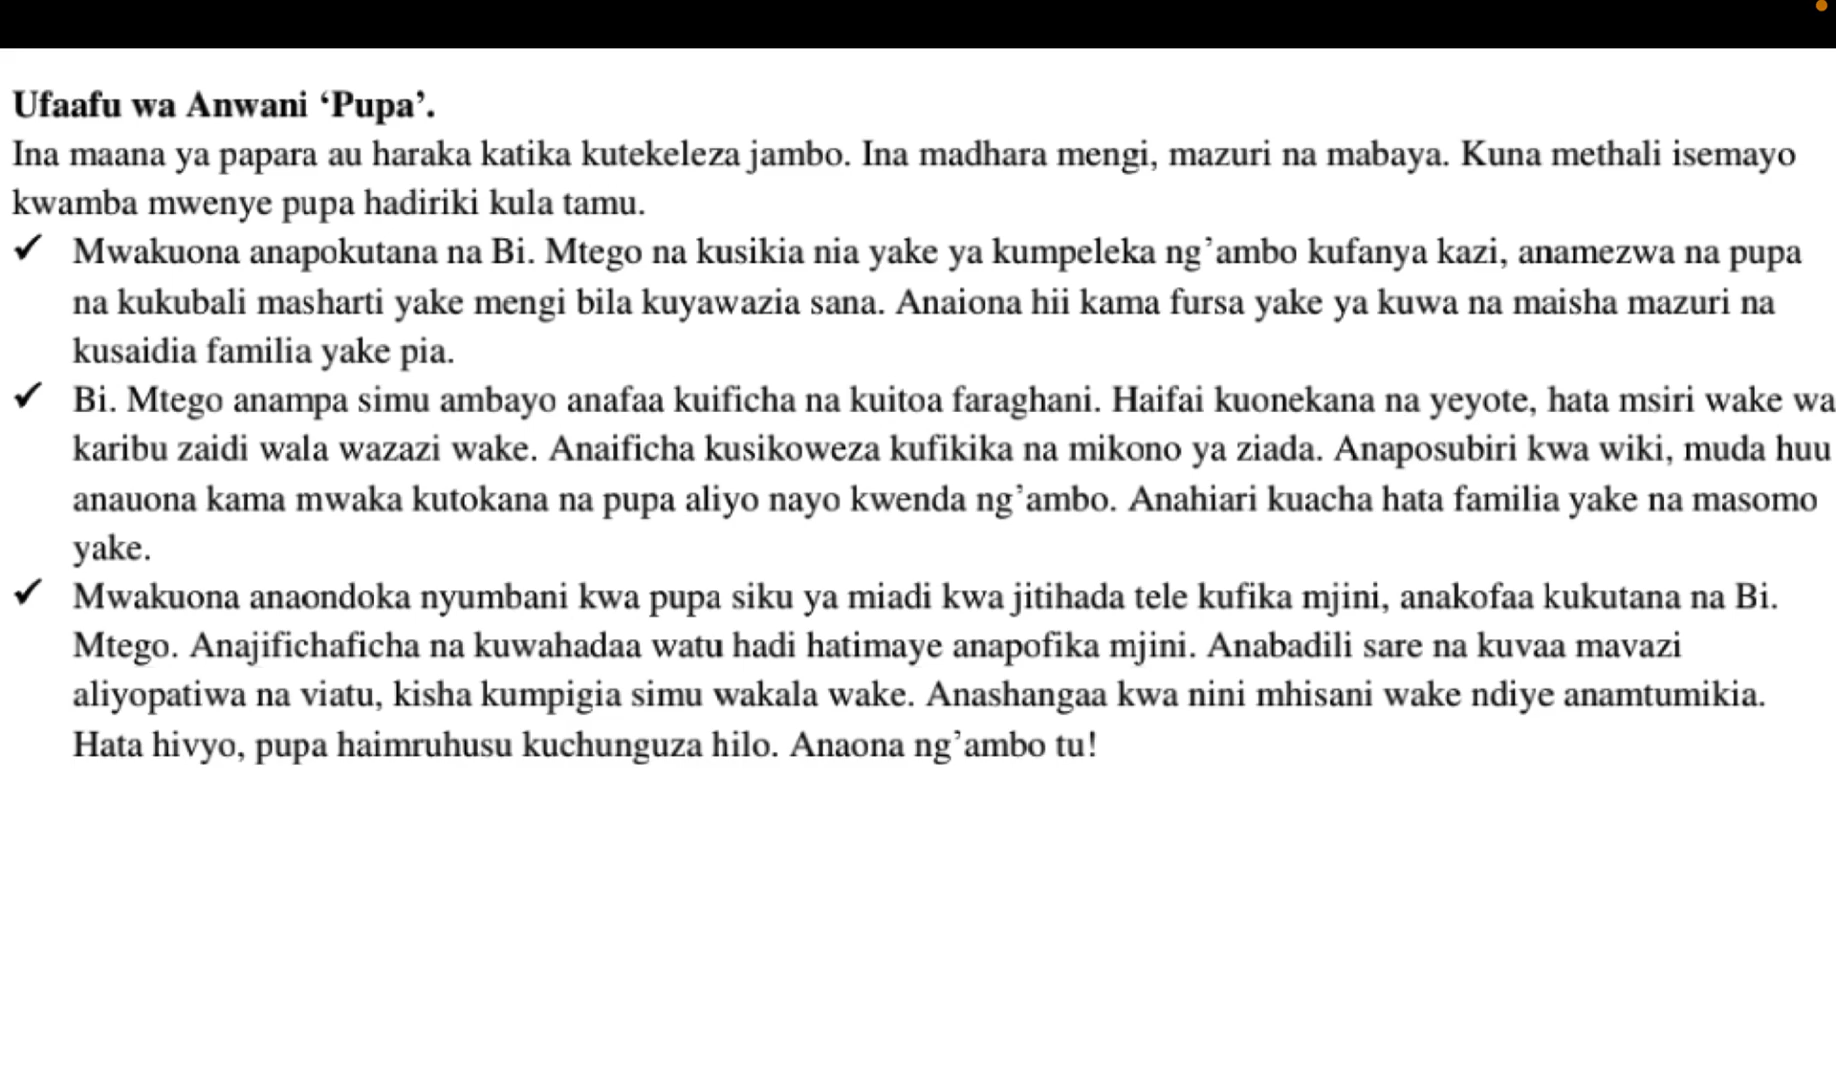 Ufaafu wa Anwani ‘Pupa’.
Ina maana ya papara au haraka katika kutekeleza jambo. Ina madhara mengi, mazuri na mabaya. Kuna methali isemayo
kwamba mwenye pupa hadiriki kula tamu.
✓ Mwakuona anapokutana na Bi. Mtego na kusikia nia yake ya kumpeleka ng’ambo kufanya kazi, anamezwa na pupa
na kukubali masharti yake mengi bila kuyawazia sana. Anaiona hii kama fursa yake ya kuwa na maisha mazuri na
kusaidia familia yake pia.
✓ Bi. Mtego anampa simu ambayo anafaa kuificha na kuitoa faraghani. Haifai kuonekana na yeyote, hata msiri wake wa
karibu zaidi wala wazazi wake. Anaificha kusikoweza kufikika na mikono ya ziada. Anaposubiri kwa wiki, muda huu
anauona kama mwaka kutokana na pupa aliyo nayo kwenda ng’ambo. Anahiari kuacha hata familia yake na masomo
yake.
✓ Mwakuona anaondoka nyumbani kwa pupa siku ya miadi kwa jitihada tele kufika mjini, anakofaa kukutana na Bi.
Mtego. Anajifichaficha na kuwahadaa watu hadi hatimaye anapofika mjini. Anabadili sare na kuvaa mavazi
aliyopatiwa na viatu, kisha kumpigia simu wakala wake. Anashangaa kwa nini mhisani wake ndiye anamtumikia.
Hata hivyo, pupa haimruhusu kuchunguza hilo. Anaona ng’ambo tu!